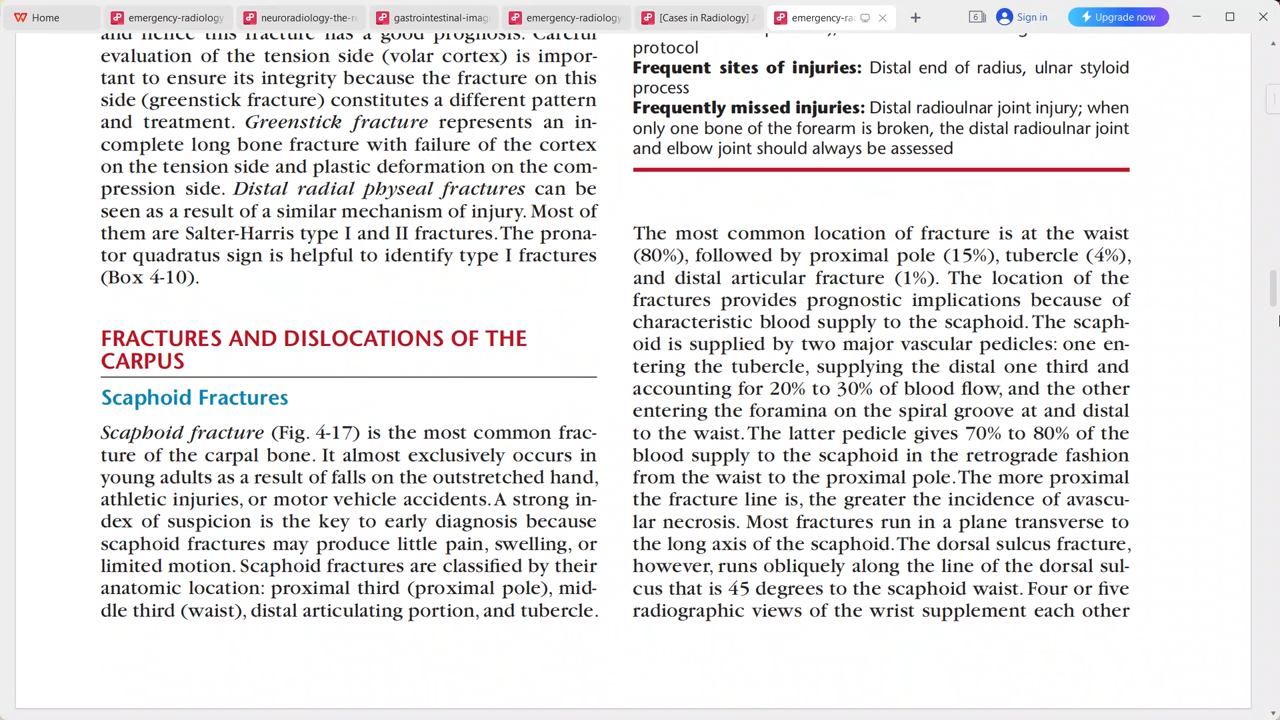 Home
emergency-radiology
neuroradiology-the-r
gastrointestinal-imag
emergency-radiology
[Cases in Radiology]
emergency-ra
6
Sign in
Upgrade now
and hence this fracture has a good prognosis. Careful
evaluation of the tension side (volar cortex) is impor-
tant to ensure its integrity because the fracture on this
side (greenstick fracture) constitutes a different pattern
and treatment. Greenstick fracture represents an in-
complete long bone fracture with failure of the cortex
on the tension side and plastic deformation on the com-
pression side. Distal radial physeal fractures can be
seen as a result of a similar mechanism of injury. Most of
them are Salter-Harris type I and II fractures. The prona-
tor quadratus sign is helpful to identify type I fractures
(Box 4-10).
FRACTURES AND DISLOCATIONS OF THE
CARPUS
Scaphoid Fractures
Scaphoid fracture (Fig. 4-17) is the most common frac-
ture of the carpal bone. It almost exclusively occurs in
young adults as a result of falls on the outstretched hand,
athletic injuries, or motor vehicle accidents. A strong in-
dex of suspicion is the key to early diagnosis because
scaphoid fractures may produce little pain, swelling, or
limited motion. Scaphoid fractures are classified by their
anatomic location: proximal third (proximal pole), mid-
dle third (waist), distal articulating portion, and tubercle.
protocol
Frequent sites of injuries: Distal end of radius, ulnar styloid
process
Frequently missed injuries: Distal radioulnar joint injury; when
only one bone of the forearm is broken, the distal radioulnar joint
and elbow joint should always be assessed
The most common location of fracture is at the waist
(80%), followed by proximal pole (15%), tubercle (4%),
and distal articular fracture (1%). The location of the
fractures provides prognostic implications because of
characteristic blood supply to the scaphoid. The scaph-
oid is supplied by two major vascular pedicles: one en-
tering the tubercle, supplying the distal one third and
accounting for 20% to 30% of blood flow, and the other
entering the foramina on the spiral groove at and distal
to the waist. The latter pedicle gives 70% to 80% of the
blood supply to the scaphoid in the retrograde fashion
from the waist to the proximal pole. The more proximal
the fracture line is, the greater the incidence of avascu-
lar necrosis. Most fractures run in a plane transverse to
the long axis of the scaphoid. The dorsal sulcus fracture,
however, runs obliquely along the line of the dorsal sul-
cus that is 45 degrees to the scaphoid waist. Four or five
radiographic views of the wrist supplement each other